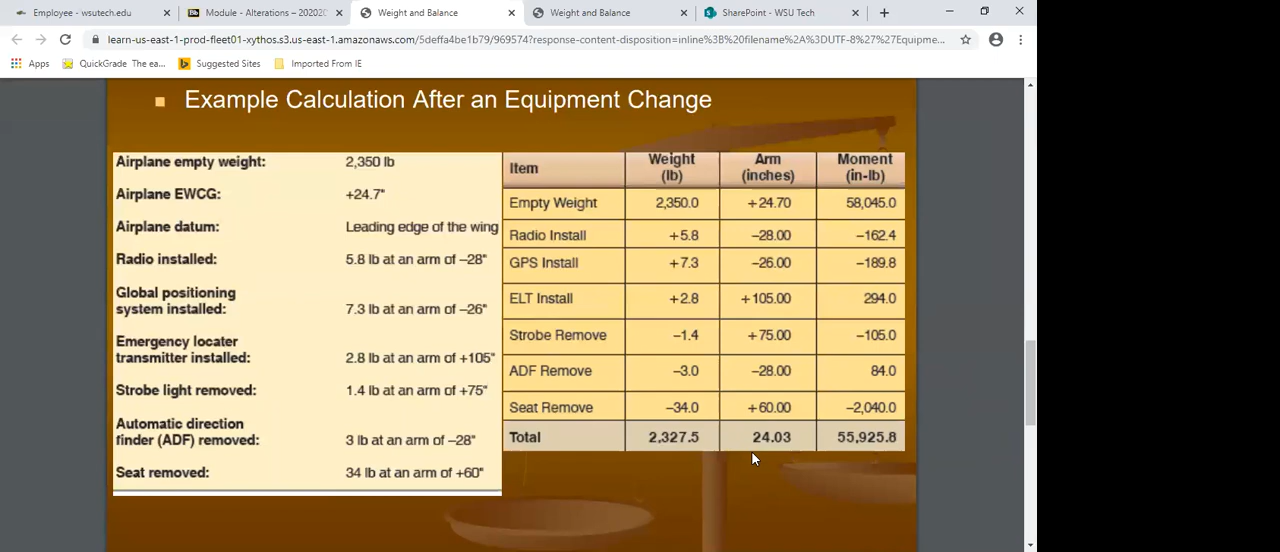 Employee - wsutech.edu
Module - Alterations – 202020
Weight and Balance
Weight and Balance
SharePoint - WSU Tech
learn-us-east-1-prod-fleet01-xythos.s3.us-east-1.amazonaws.com/5deffa4be1b79/969574?response-content-disposition=inline%3B%20filename%2A%3DUTF-8%27%27Equipme...
Apps
QuickGrade The ea...
Suggested Sites
Imported From IE
Example Calculation After an Equipment Change
Airplane empty weight: 2,350 lb
Airplane EWCG: +24.7"
Airplane datum: Leading edge of the wing
Radio installed: 5.8 lb at an arm of –28"
Global positioning
system installed: 7.3 lb at an arm of –26"
Emergency locater
transmitter installed: 2.8 lb at an arm of +105"
Strobe light removed: 1.4 lb at an arm of +75"
Automatic direction
finder (ADF) removed: 3 lb at an arm of –28"
Seat removed: 34 lb at an arm of +60"
Item Weight (lb) Arm (inches) Moment (in-lb)
Empty Weight 2,350.0 +24.70 58,045.0
Radio Install +5.8 –28.00 –162.4
GPS Install +7.3 –26.00 –189.8
ELT Install +2.8 +105.00 294.0
Strobe Remove –1.4 +75.00 –105.0
ADF Remove –3.0 –28.00 84.0
Seat Remove –34.0 +60.00 –2,040.0
Total 2,327.5 24.03 55,925.8